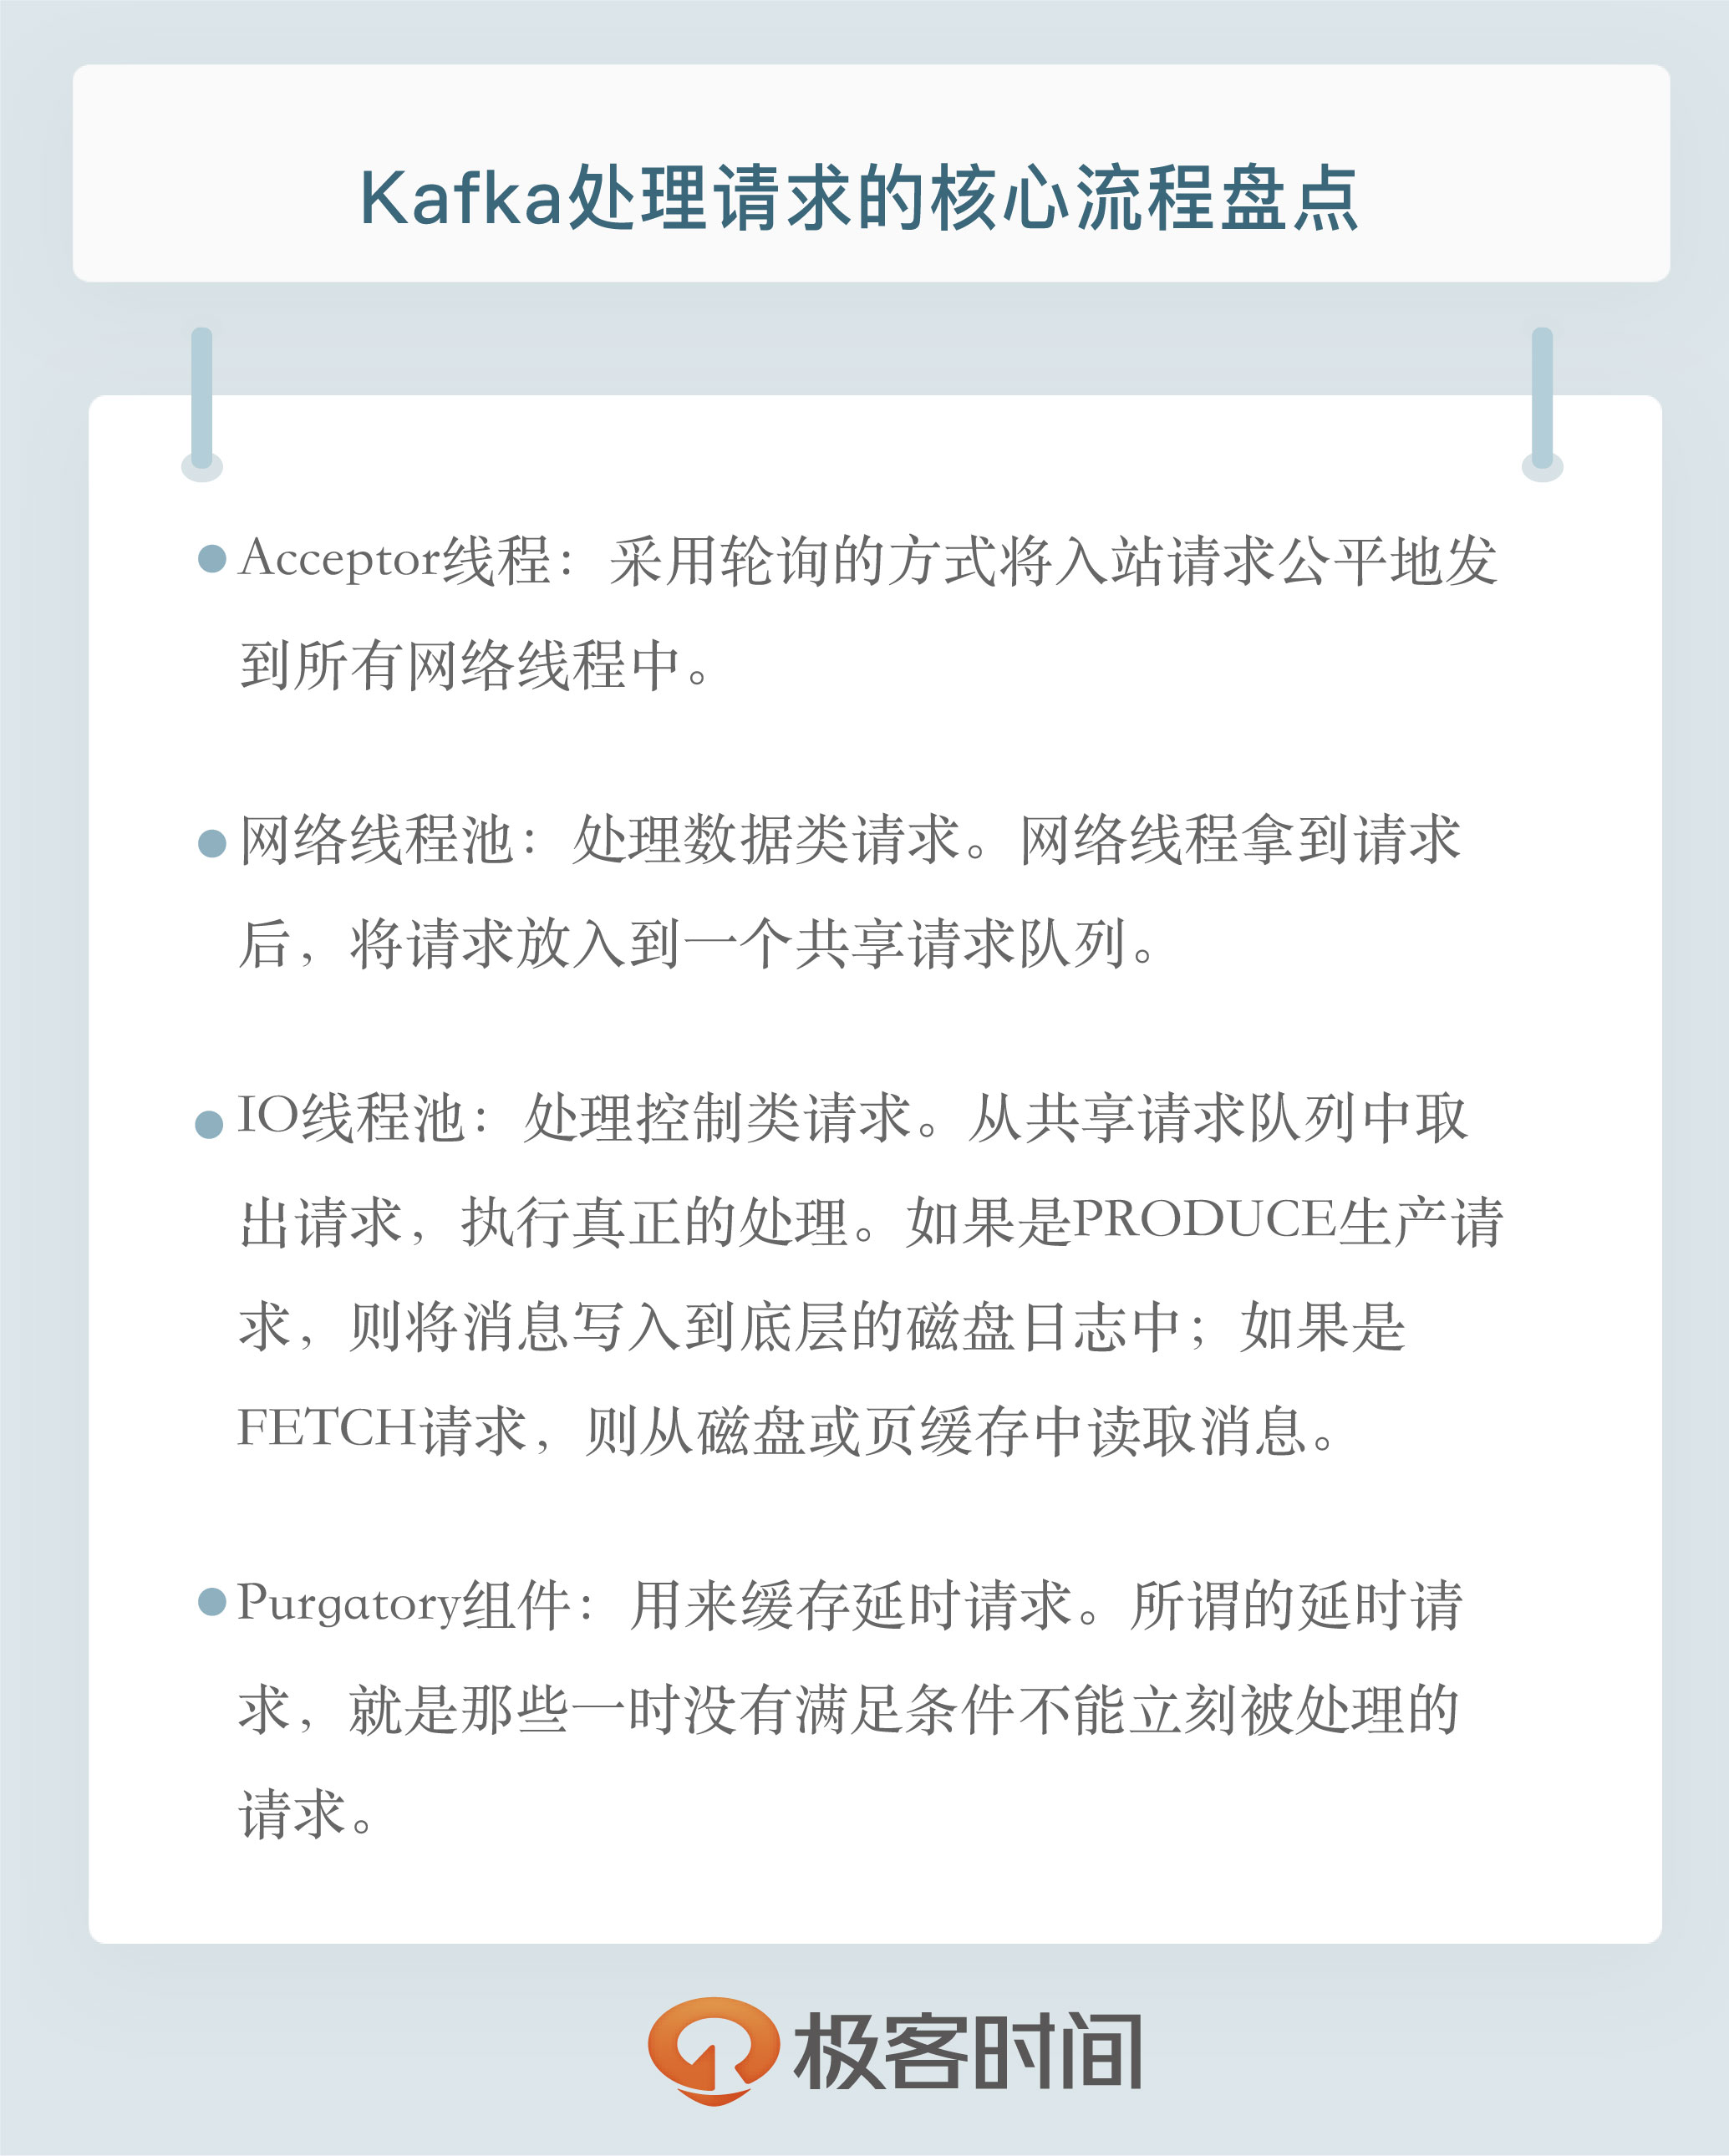 Kafka处理请求的核心流程盘点
Acceptor线程：采用轮询的方式将入站请求公平地发
到所有网络线程中。
网络线程池：处理数据类请求。网络线程拿到请求
后，将请求放入到一个共享请求队列。
IO线程池：处理控制类请求。从共享请求队列中取
出请求，执行真正的处理。如果是PRODUCE生产请
求，则将消息写入到底层的磁盘日志中；如果是
FETCH请求，则从磁盘或页缓存中读取消息。
Purgatory组件：用来缓存延时请求。所谓的延时请
求，就是那些一时没有满足条件不能立刻被处理的
请求。
极客时间